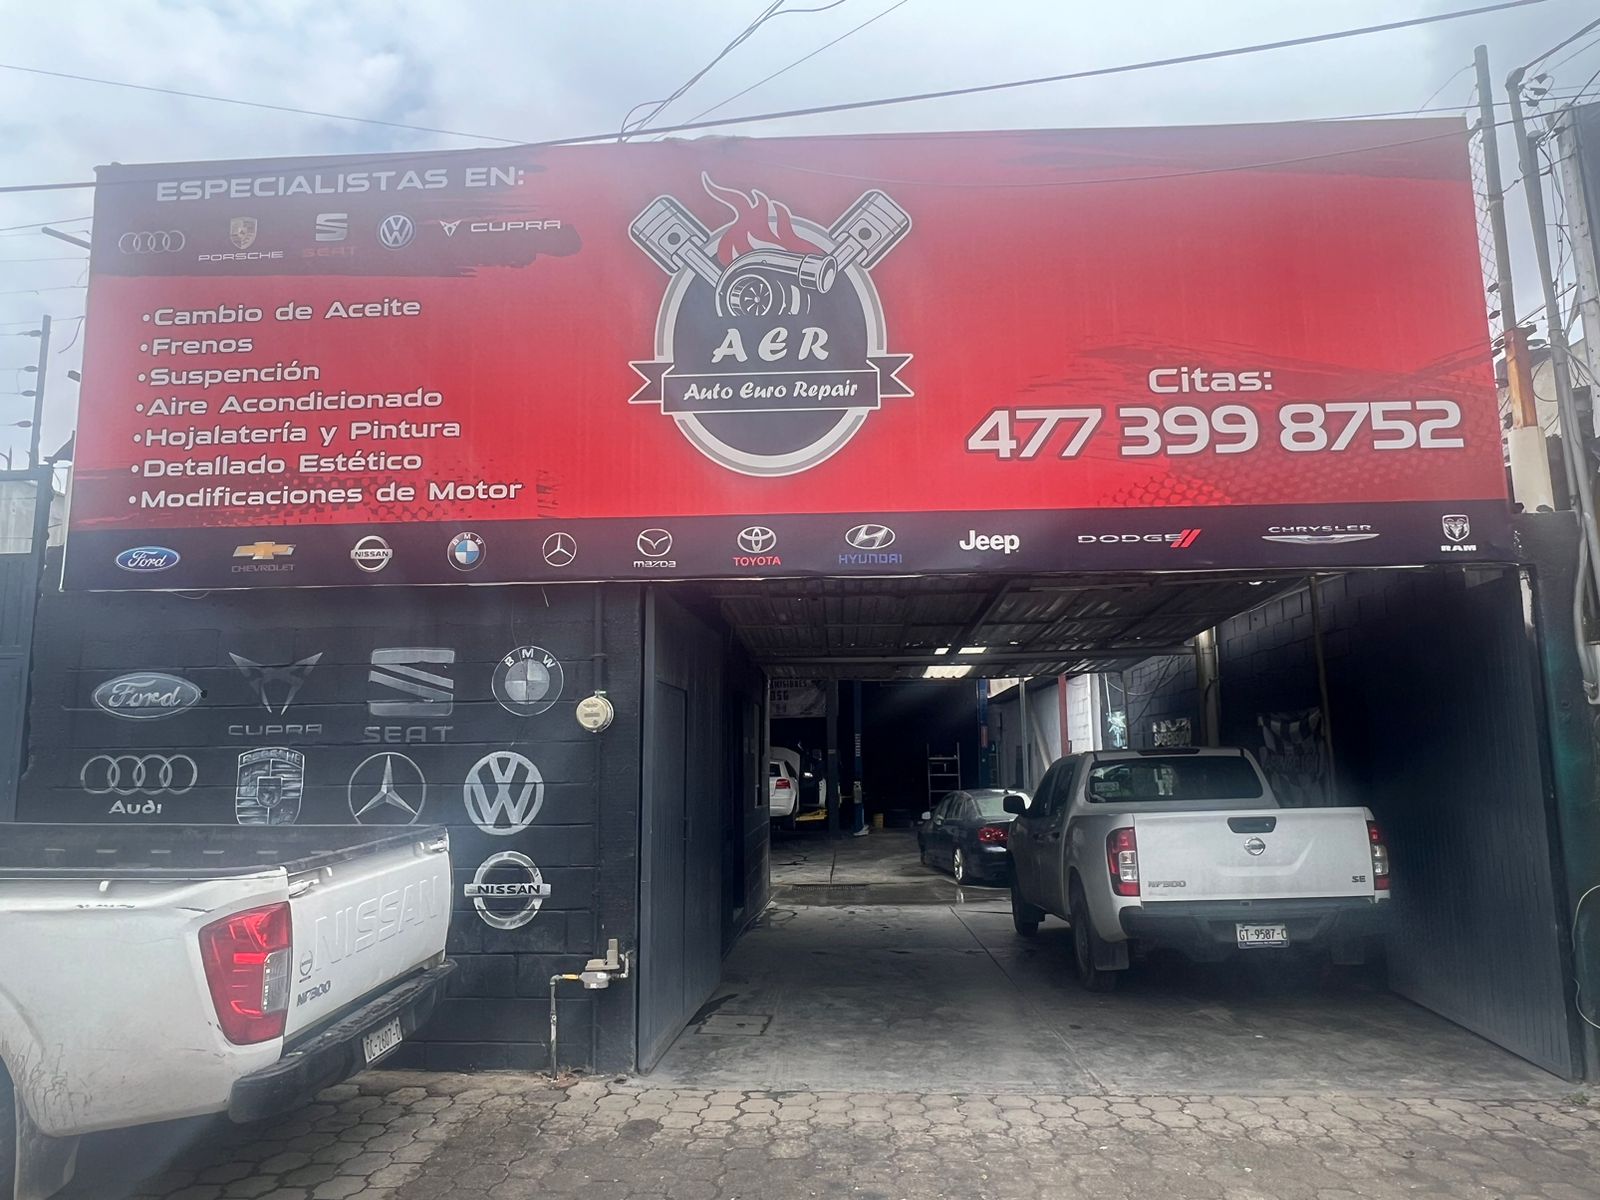 ESPECIALISTAS EN:
PORSCHE
SEAT
CUPRA
•Cambio de Aceite
•Frenos
•Suspención
•Aire Acondicionado
•Hojalatería y Pintura
•Detallado Estético
•Modificaciones de Motor
AER
Auto Euro Repair
Citas:
477 399 8752
Ford
CHEVROLET
NISSAN
BMW
mazda
TOYOTA
HYUNDAI
Jeep
DODGE
CHRYSLER
RAM
Ford
CUPRA
SEAT
BMW
Audi
PORSCHE
NISSAN
NISSAN
NP300
NP300
SE
GT-9587-C